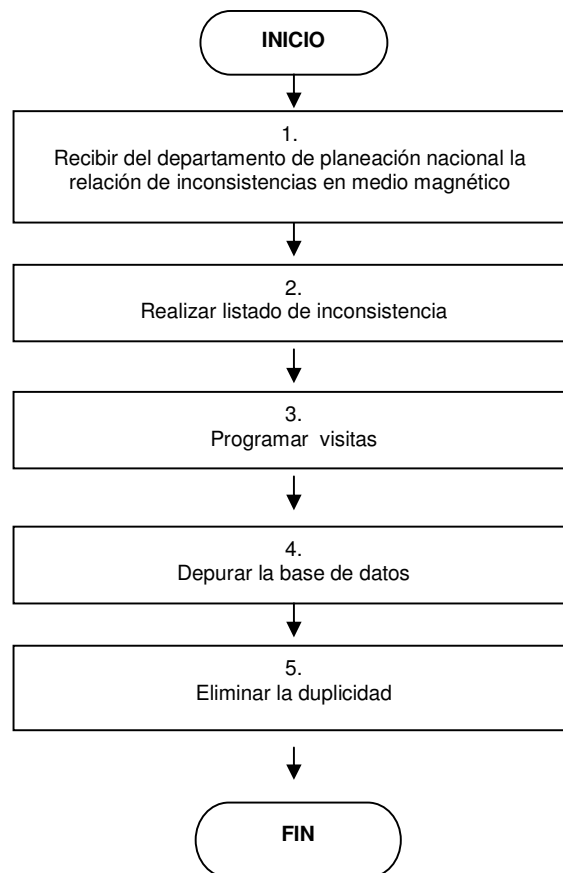 INICIO
1.
Recibir del departamento de planeación nacional la
relación de inconsistencias en medio magnético
2.
Realizar listado de inconsistencia
3.
Programar visitas
4.
Depurar la base de datos
5.
Eliminar la duplicidad
FIN